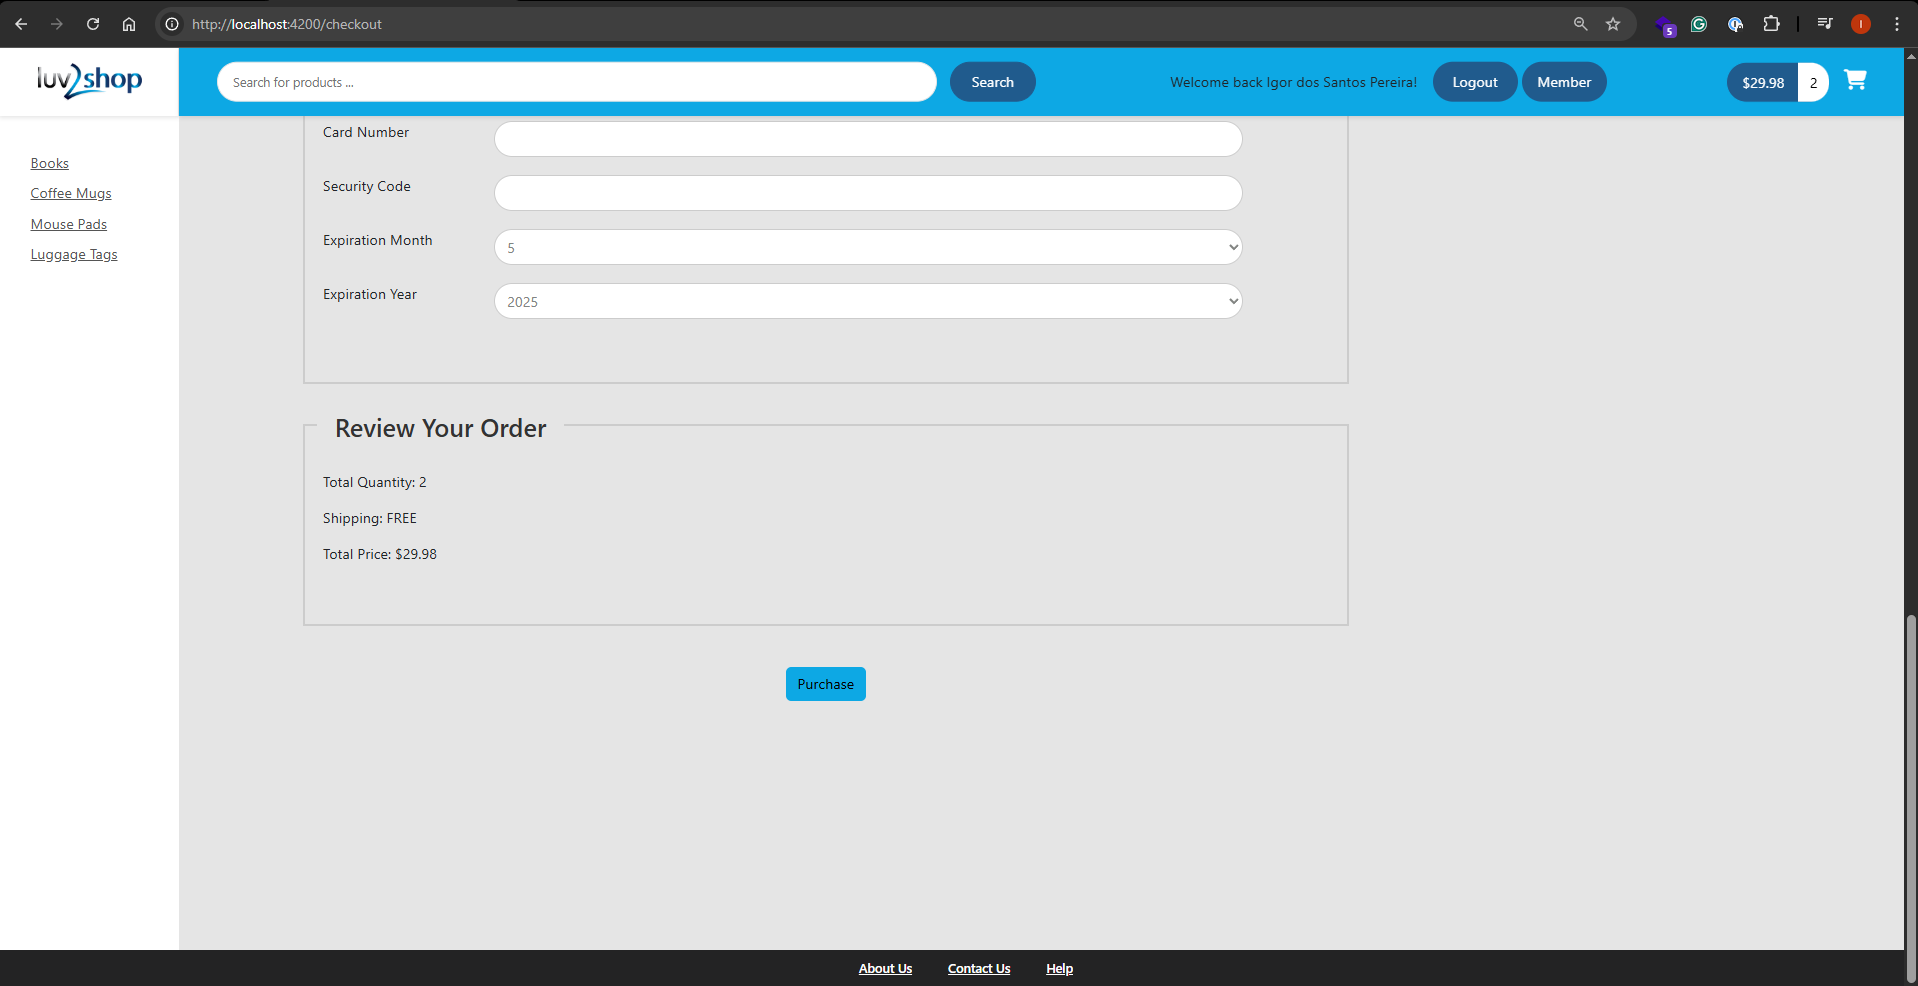 http://localhost:4200/checkout
5
I
luv2shop
Search for products ...
Search
Welcome back Igor dos Santos Pereira!
Logout
Member
$29.98
2
Books
Coffee Mugs
Mouse Pads
Luggage Tags
Card Number
Security Code
Expiration Month
5
Expiration Year
2025
Review Your Order
Total Quantity: 2
Shipping: FREE
Total Price: $29.98
Purchase
About Us
Contact Us
Help